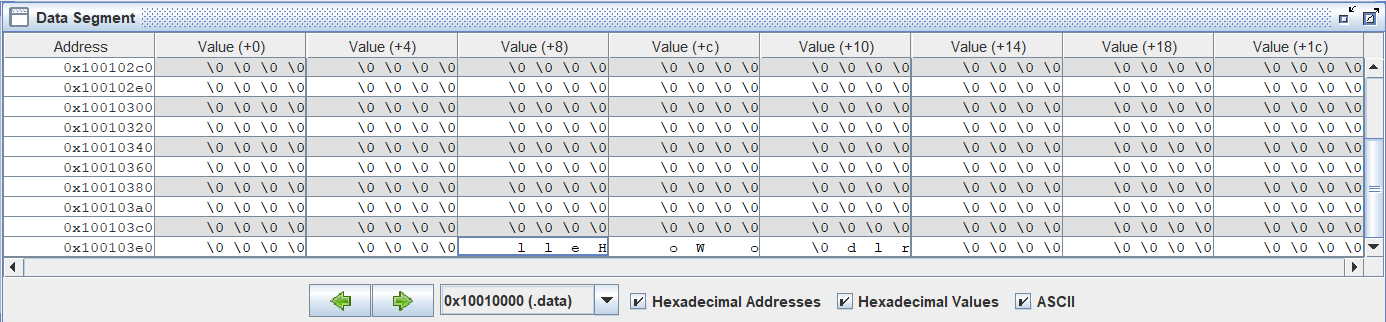 Data Segment
Address Value (+0) Value (+4) Value (+8) Value (+c) Value (+10) Value (+14) Value (+18) Value (+1c)
0x100102c0 \0 \0 \0 \0 \0 \0 \0 \0 \0 \0 \0 \0 \0 \0 \0 \0 \0 \0 \0 \0 \0 \0 \0 \0 \0 \0 \0 \0 \0 \0 \0 \0
0x100102e0 \0 \0 \0 \0 \0 \0 \0 \0 \0 \0 \0 \0 \0 \0 \0 \0 \0 \0 \0 \0 \0 \0 \0 \0 \0 \0 \0 \0 \0 \0 \0 \0
0x10010300 \0 \0 \0 \0 \0 \0 \0 \0 \0 \0 \0 \0 \0 \0 \0 \0 \0 \0 \0 \0 \0 \0 \0 \0 \0 \0 \0 \0 \0 \0 \0 \0
0x10010320 \0 \0 \0 \0 \0 \0 \0 \0 \0 \0 \0 \0 \0 \0 \0 \0 \0 \0 \0 \0 \0 \0 \0 \0 \0 \0 \0 \0 \0 \0 \0 \0
0x10010340 \0 \0 \0 \0 \0 \0 \0 \0 \0 \0 \0 \0 \0 \0 \0 \0 \0 \0 \0 \0 \0 \0 \0 \0 \0 \0 \0 \0 \0 \0 \0 \0
0x10010360 \0 \0 \0 \0 \0 \0 \0 \0 \0 \0 \0 \0 \0 \0 \0 \0 \0 \0 \0 \0 \0 \0 \0 \0 \0 \0 \0 \0 \0 \0 \0 \0
0x10010380 \0 \0 \0 \0 \0 \0 \0 \0 \0 \0 \0 \0 \0 \0 \0 \0 \0 \0 \0 \0 \0 \0 \0 \0 \0 \0 \0 \0 \0 \0 \0 \0
0x100103a0 \0 \0 \0 \0 \0 \0 \0 \0 \0 \0 \0 \0 \0 \0 \0 \0 \0 \0 \0 \0 \0 \0 \0 \0 \0 \0 \0 \0 \0 \0 \0 \0
0x100103c0 \0 \0 \0 \0 \0 \0 \0 \0 \0 \0 \0 \0 \0 \0 \0 \0 \0 \0 \0 \0 \0 \0 \0 \0 \0 \0 \0 \0 \0 \0 \0 \0
0x100103e0 \0 \0 \0 \0 \0 \0 \0 \0 l l e H o W o \0 d l r \0 \0 \0 \0 \0 \0 \0 \0 \0 \0 \0 \0
0x10010000 (.data) Hexadecimal Addresses Hexadecimal Values ASCII